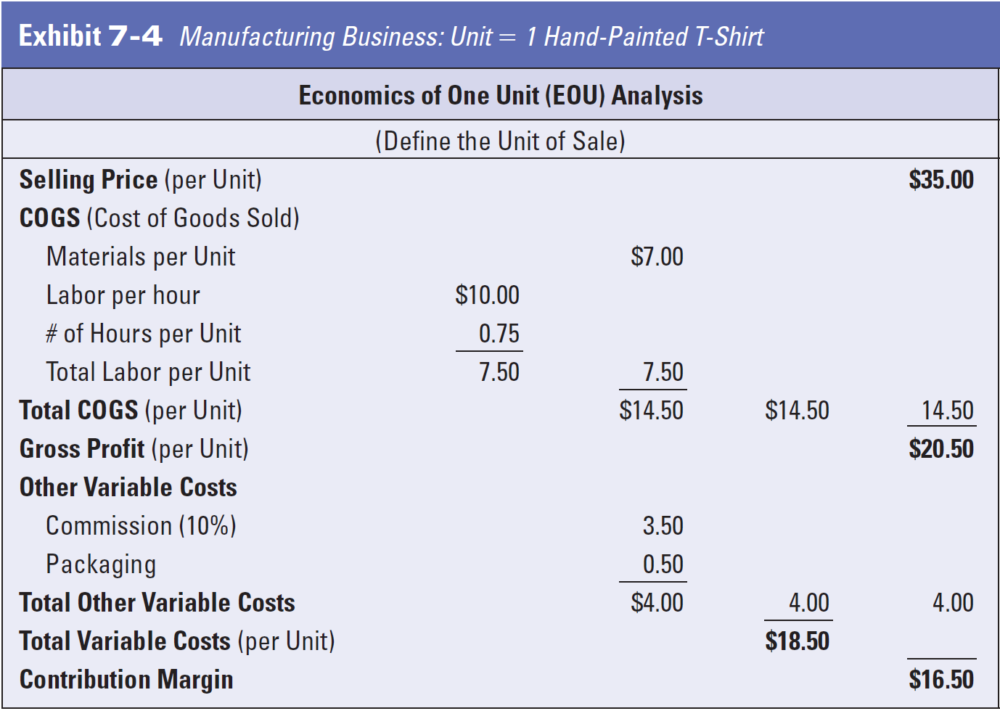 Exhibit 7-4 Manufacturing Business: Unit = 1 Hand-Painted T-Shirt
Economics of One Unit (EOU) Analysis
(Define the Unit of Sale)
Selling Price (per Unit) $35.00
COGS (Cost of Goods Sold)
Materials per Unit $7.00
Labor per hour $10.00
# of Hours per Unit 0.75
Total Labor per Unit 7.50 7.50
Total COGS (per Unit) $14.50 $14.50 14.50
Gross Profit (per Unit) $20.50
Other Variable Costs
Commission (10%) 3.50
Packaging 0.50
Total Other Variable Costs $4.00 4.00 4.00
Total Variable Costs (per Unit) $18.50
Contribution Margin $16.50